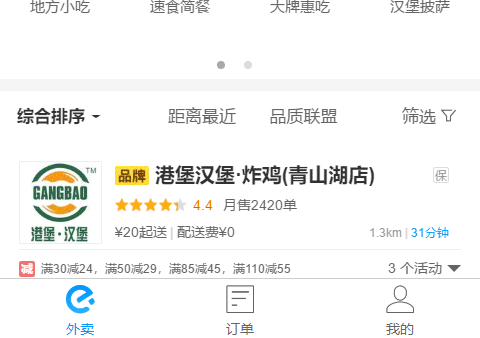 地方小吃 速食简餐 大牌惠吃 汉堡披萨
综合排序 距离最近 品质联盟 筛选
TM
GANGBAO
港堡·汉堡
品牌 港堡汉堡·炸鸡(青山湖店) 保
4.4 月售2420单
¥20起送 | 配送费¥0 1.3km | 31分钟
减 满30减24，满50减29，满85减45，满110减55 3 个活动
外卖 订单 我的